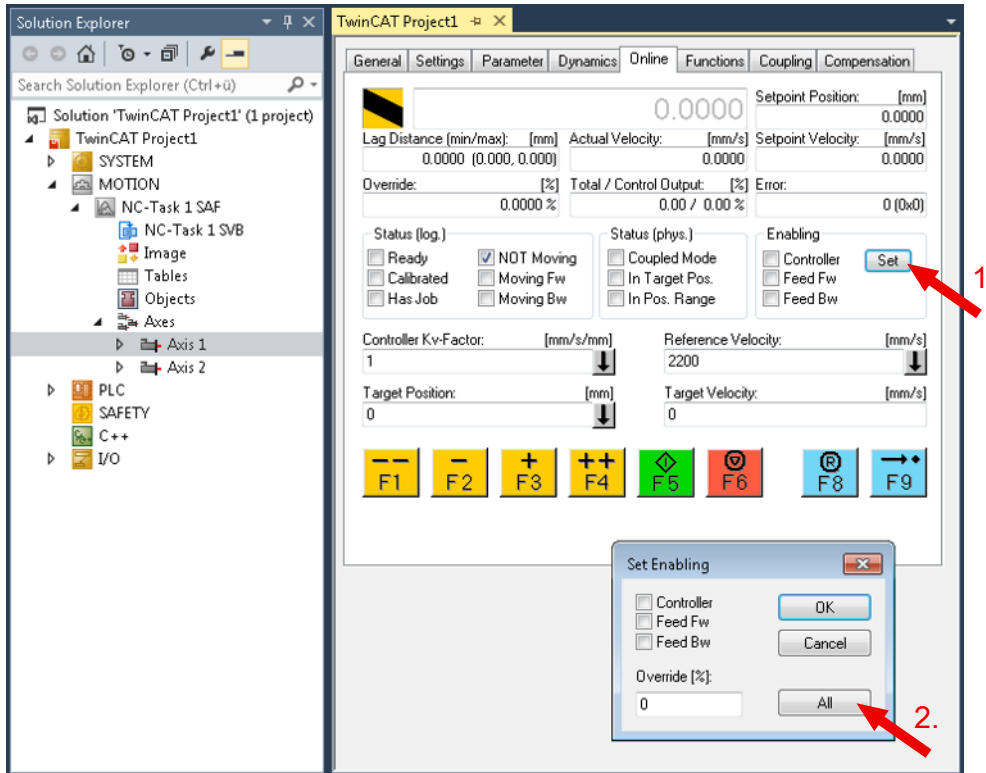 Solution Explorer
Search Solution Explorer (Ctrl+ü)
Solution 'TwinCAT Project1' (1 project)
TwinCAT Project1
SYSTEM
MOTION
NC-Task 1 SAF
NC-Task 1 SVB
Image
Tables
Objects
Axes
Axis 1
Axis 2
PLC
SAFETY
C++
I/O
TwinCAT Project1
General Settings Parameter Dynamics Online Functions Coupling Compensation
0.0000
Setpoint Position: [mm]
0.0000
Lag Distance (min/max): [mm] Actual Velocity: [mm/s] Setpoint Velocity: [mm/s]
0.0000 (0.000, 0.000) 0.0000 0.0000
Override: [%] Total / Control Output: [%] Error:
0.0000 % 0.00 / 0.00 % 0 (0x0)
Status (log.) Status (phys.) Enabling
Ready NOT Moving Coupled Mode Controller Set
Calibrated Moving Fw In Target Pos. Feed Fw
Has Job Moving Bw In Pos. Range Feed Bw
1
Controller Kv-Factor: [mm/s/mm] Reference Velocity: [mm/s]
1 2200
Target Position: [mm] Target Velocity: [mm/s]
0 0
-- - + ++ R
F1 F2 F3 F4 F5 F6 F8 F9
Set Enabling
Controller OK
Feed Fw
Feed Bw Cancel
Override [%]:
0 All
2.